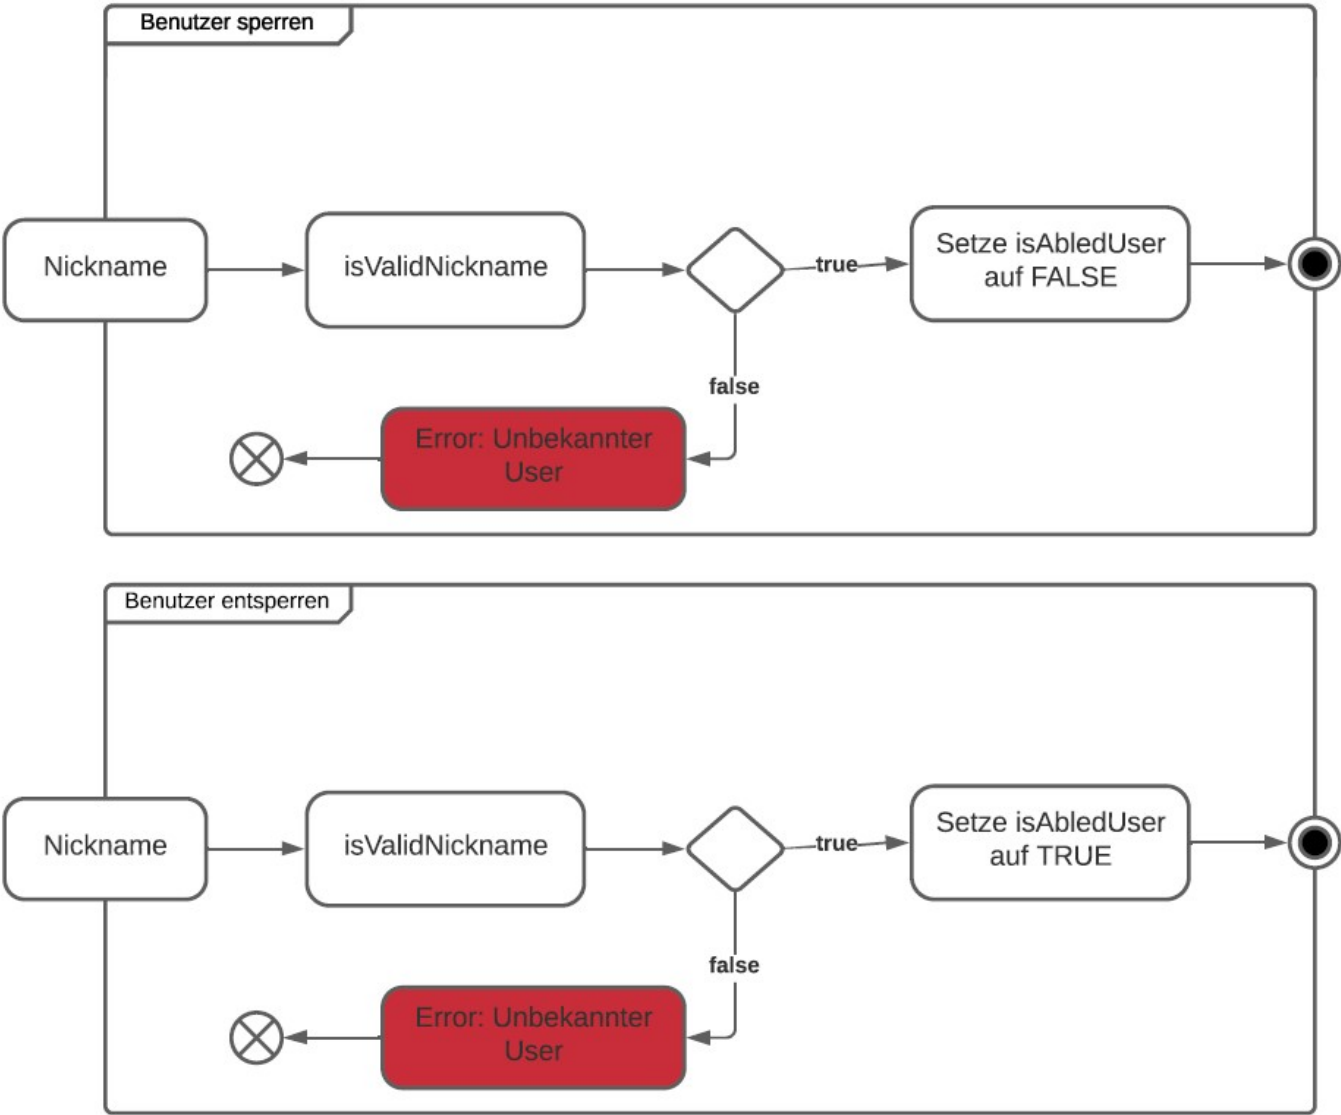 Benutzer sperren
Nickname
isValidNickname
true
Setze isAbledUser
auf FALSE
false
Error: Unbekannter
User
Benutzer entsperren
Nickname
isValidNickname
true
Setze isAbledUser
auf TRUE
false
Error: Unbekannter
User